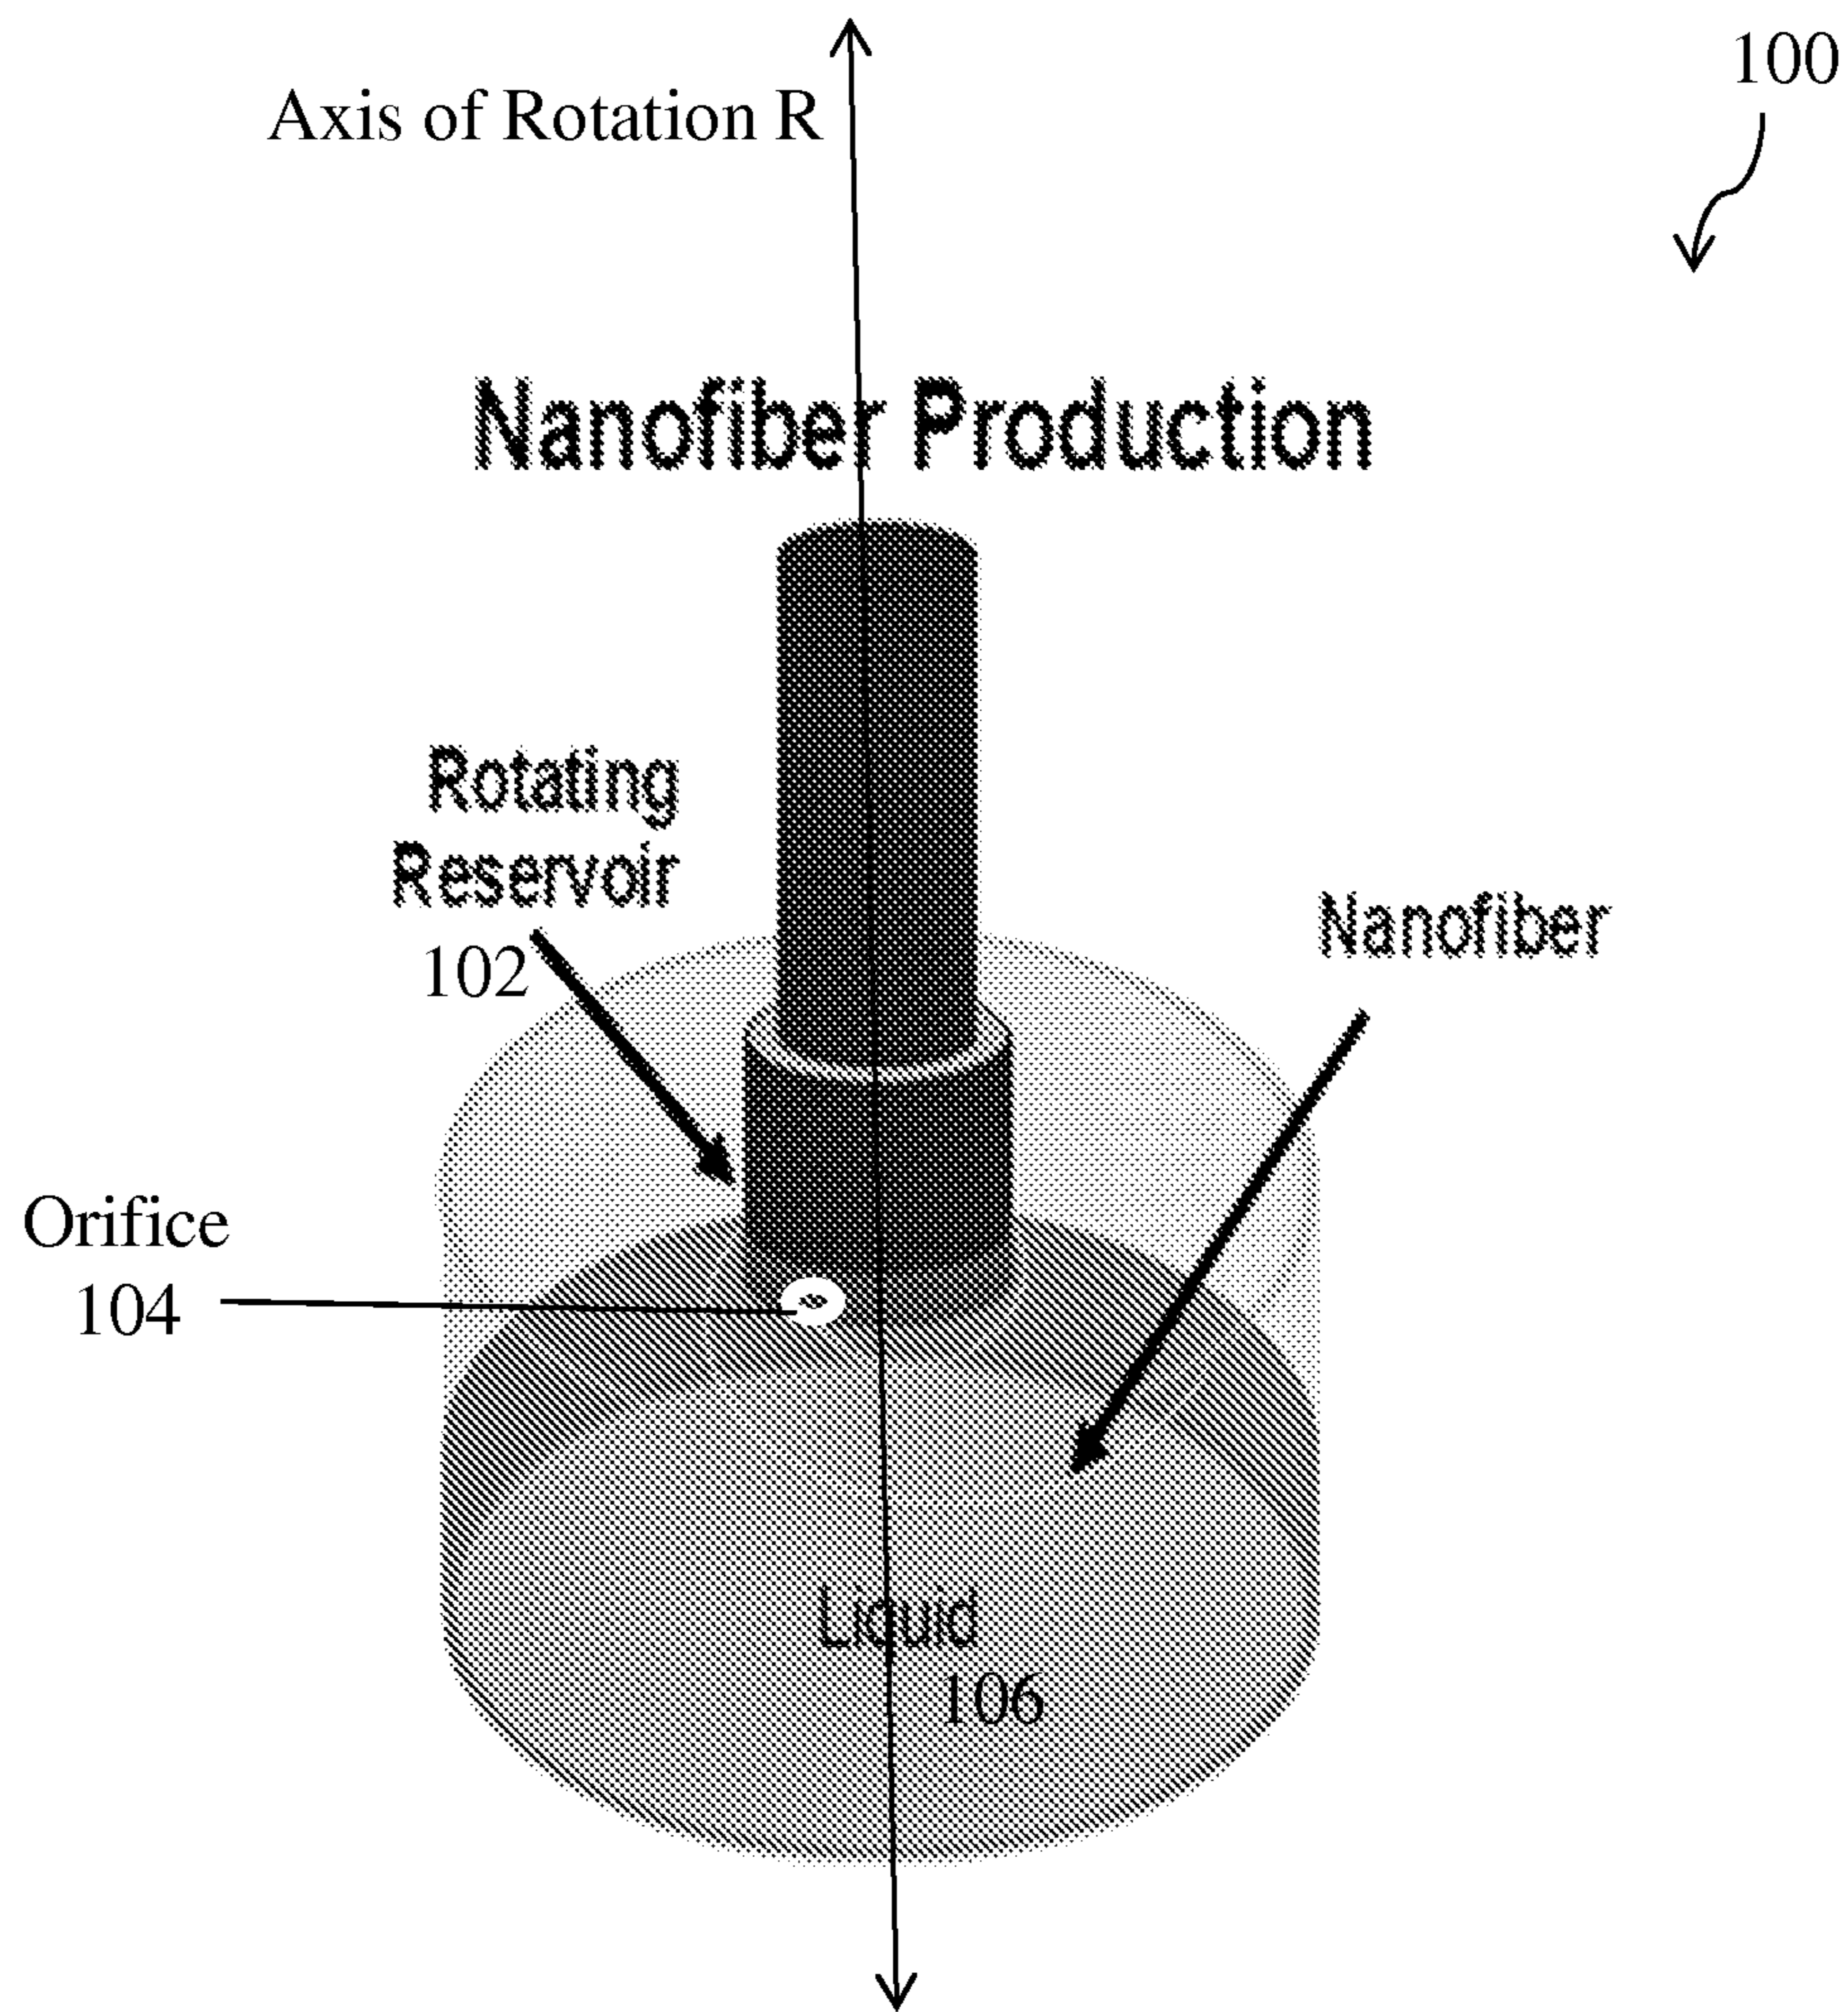 100
Axis of Rotation R
Nanofiber Production
Rotating
Reservoir
102
Nanofiber
Orifice
104
Liquid
106